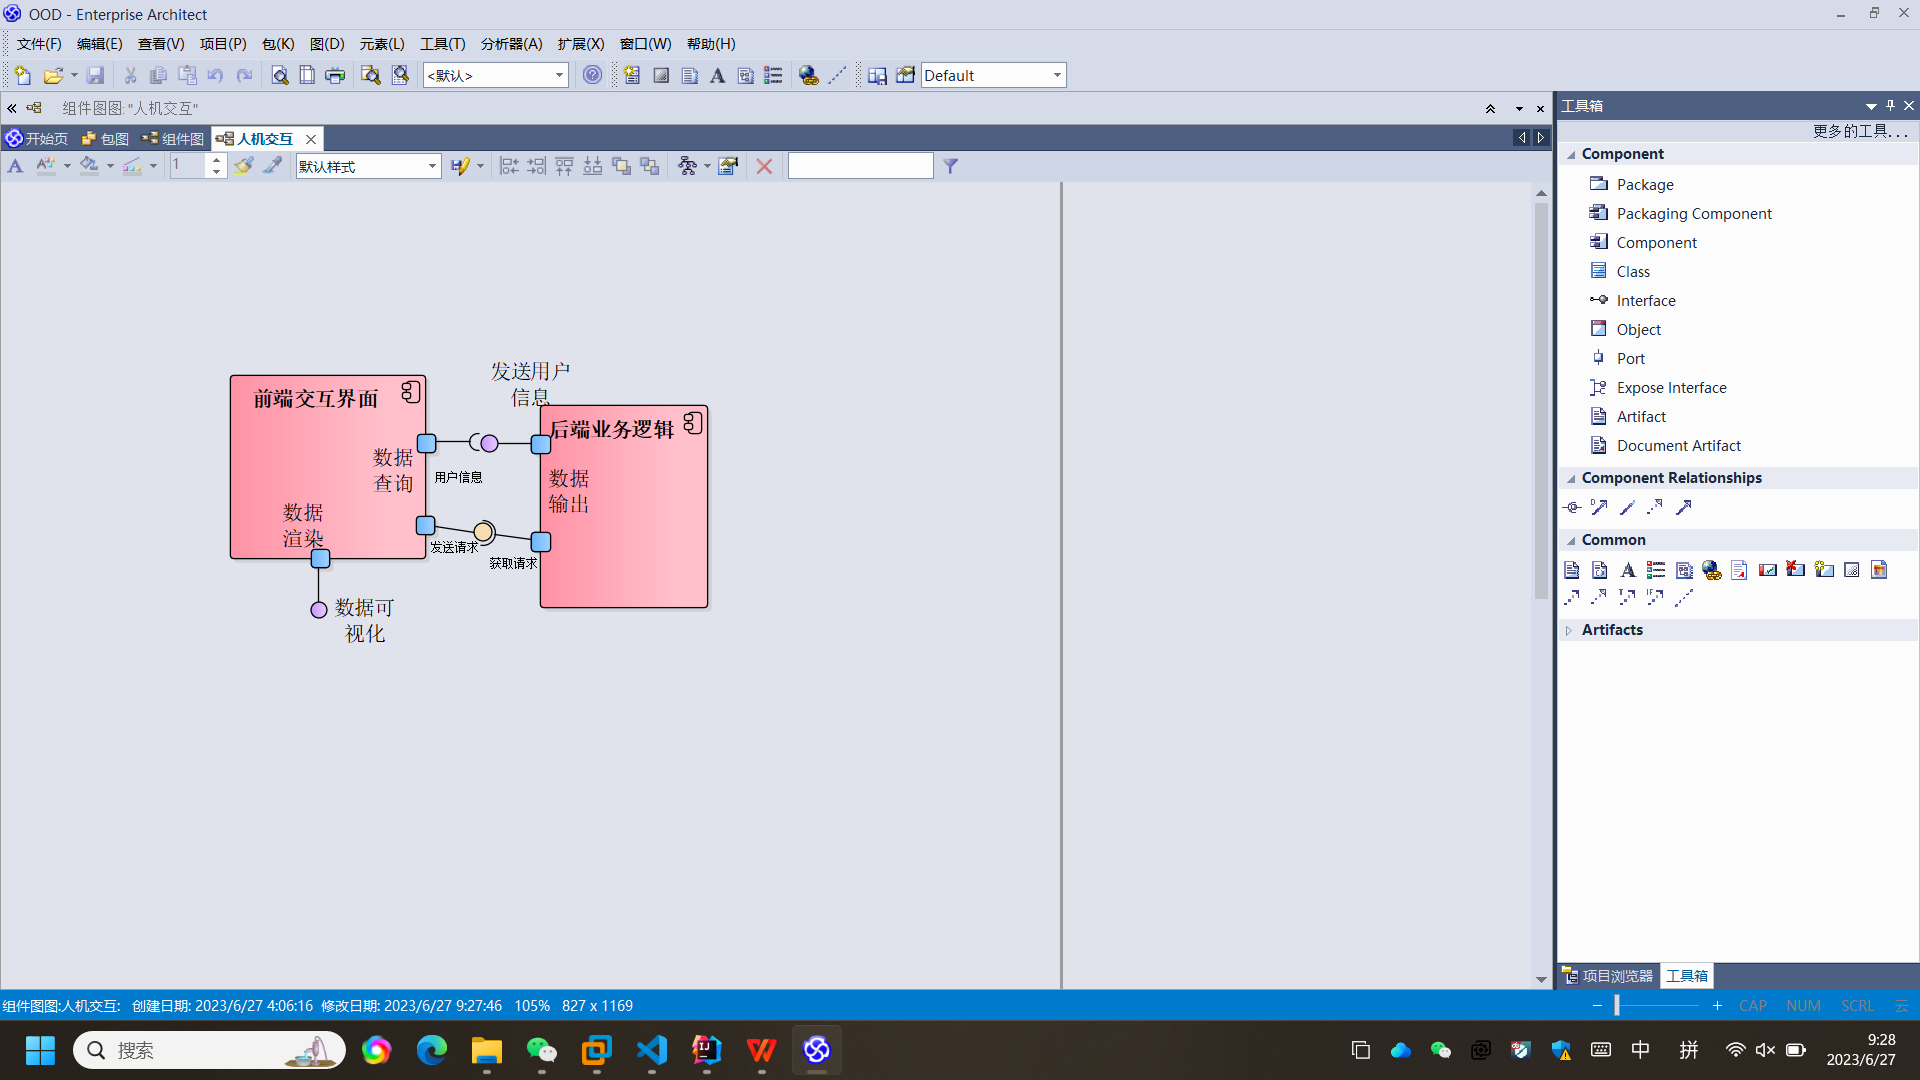 OOD - Enterprise Architect
文件(F) 编辑(E) 查看(V) 项目(P) 包(K) 图(D) 元素(L) 工具(T) 分析器(A) 扩展(X) 窗口(W) 帮助(H)
<默认> Default
组件图图: "人机交互"
开始页 包图 组件图 人机交互
1 默认样式
发送用户
信息
前端交互界面
后端业务逻辑
数据
查询
用户信息
数据
输出
数据
渲染
发送请求
获取请求
数据可
视化
工具箱
更多的工具...
Component
Package
Packaging Component
Component
Class
Interface
Object
Port
Expose Interface
Artifact
Document Artifact
Component Relationships
Common
Artifacts
项目浏览器 工具箱
组件图图:人机交互: 创建日期: 2023/6/27 4:06:16 修改日期: 2023/6/27 9:27:46 105% 827 x 1169
CAP NUM SCRL 云
搜索
中 拼
9:28
2023/6/27